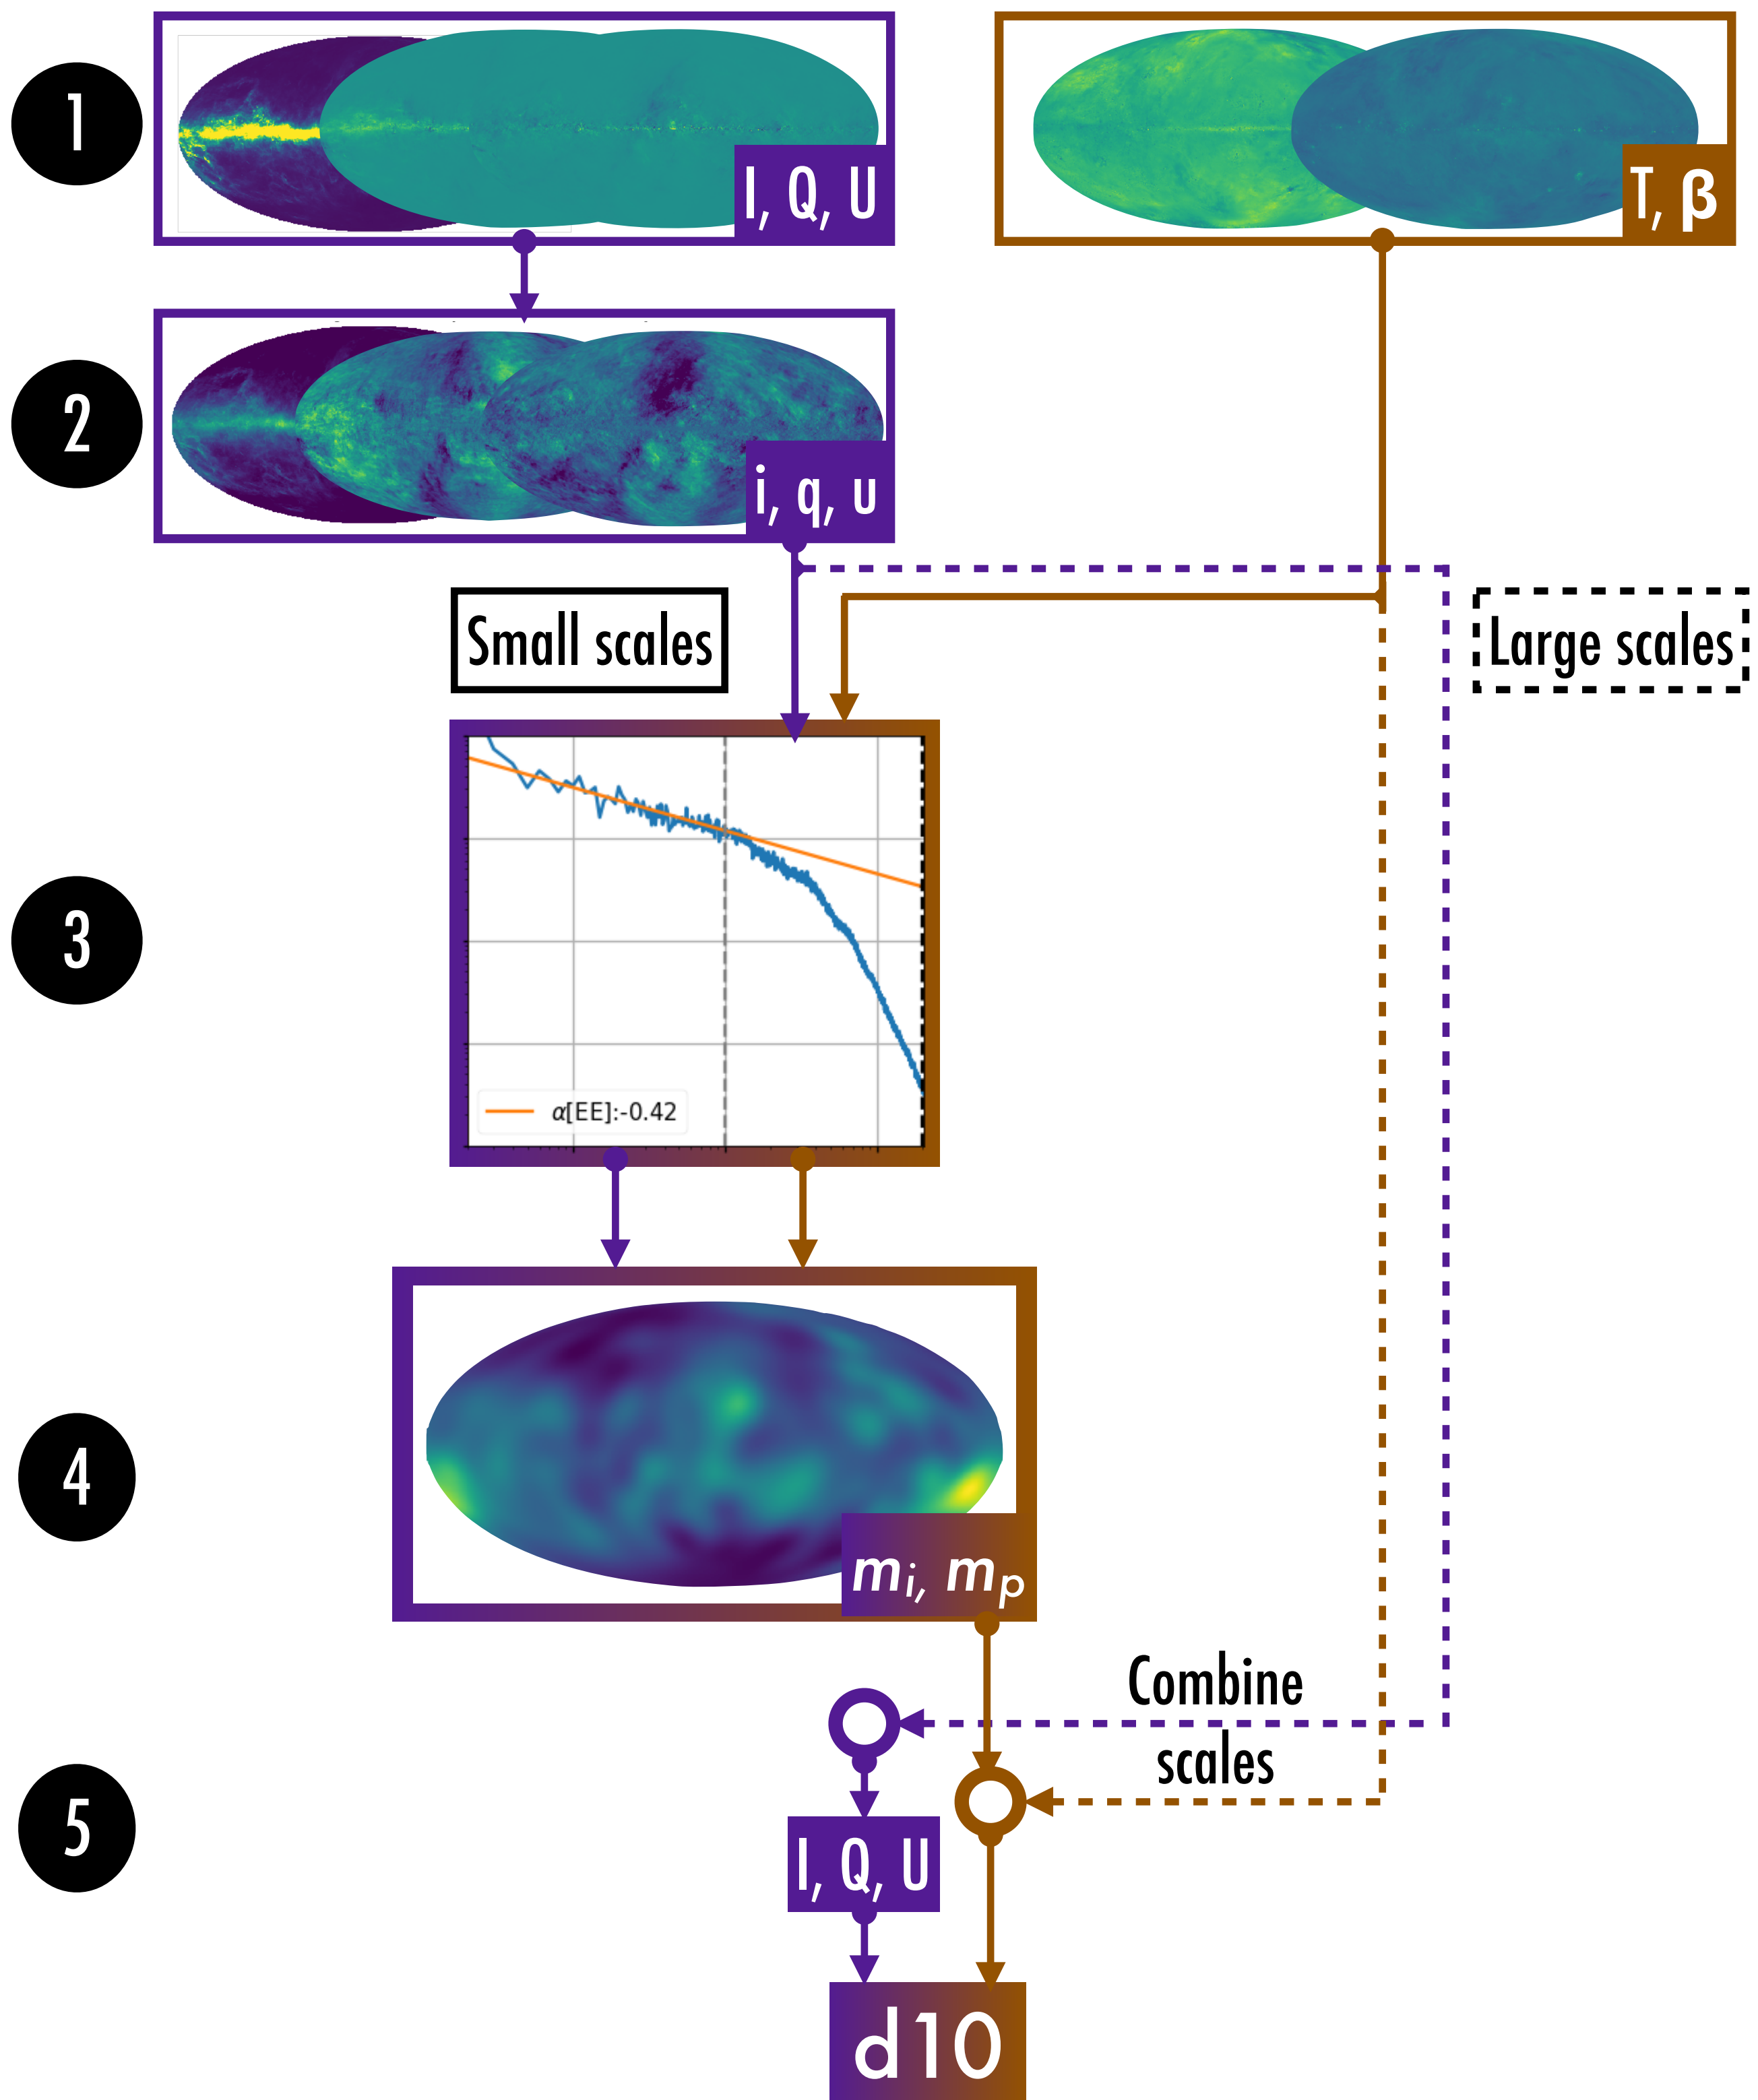 1
I, Q, U
T, β
2
i, q, u
Small scales
Large scales
3
α[EE]:-0.42
4
mi, mp
Combine
scales
5
I, Q, U
d10